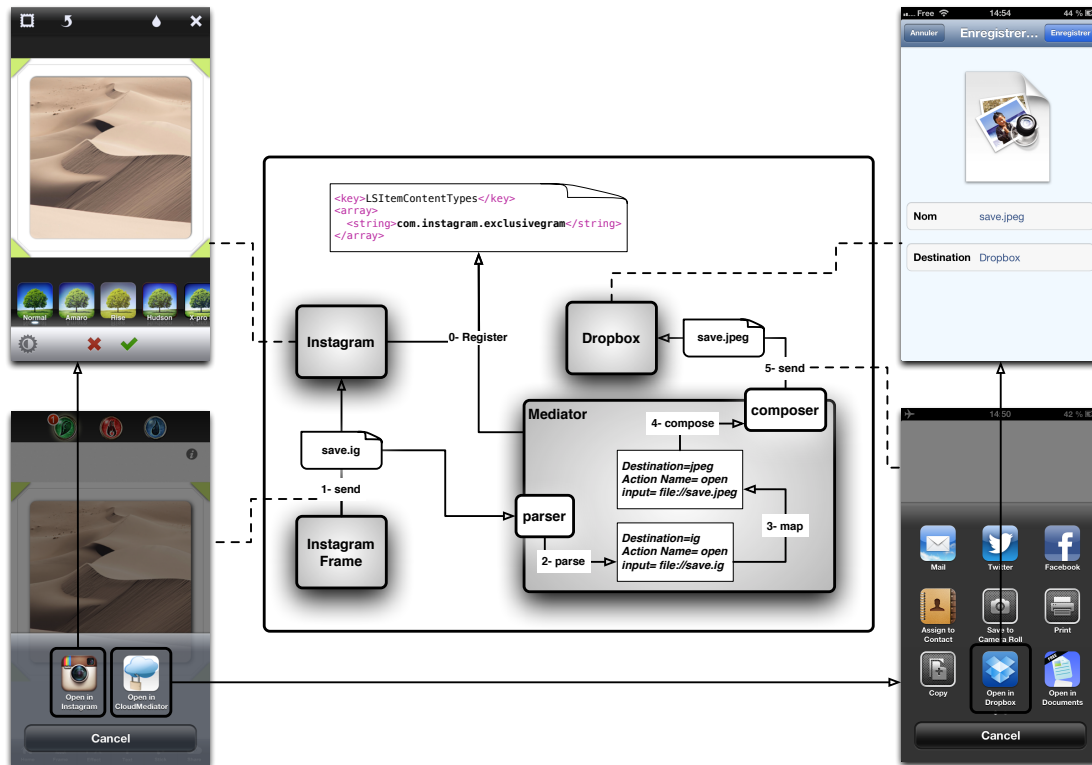 Normal
Amaro
Rise
Hudson
X-pro
1
Open in
Instagram
Open in
CloudMediator
Cancel
<key>LSItemContentTypes</key>
<array>
<string>com.instagram.exclusivegram</string>
</array>
Instagram
0- Register
Dropbox
save.jpeg
5- send
Mediator
composer
4- compose
save.ig
1- send
Destination=jpeg
Action Name= open
input= file://save.jpeg
parser
3- map
Instagram
Frame
2- parse
Destination=ig
Action Name= open
input= file://save.ig
Free
14:54
44 %
Annuler
Enregistrer...
Enregistrer
Nom
save.jpeg
Destination
Dropbox
14:50
42 %
Mail
Twitter
Facebook
Assign to
Contact
Save to
Camera Roll
Print
Copy
Open in
Dropbox
FREE
Open in
Documents
Cancel